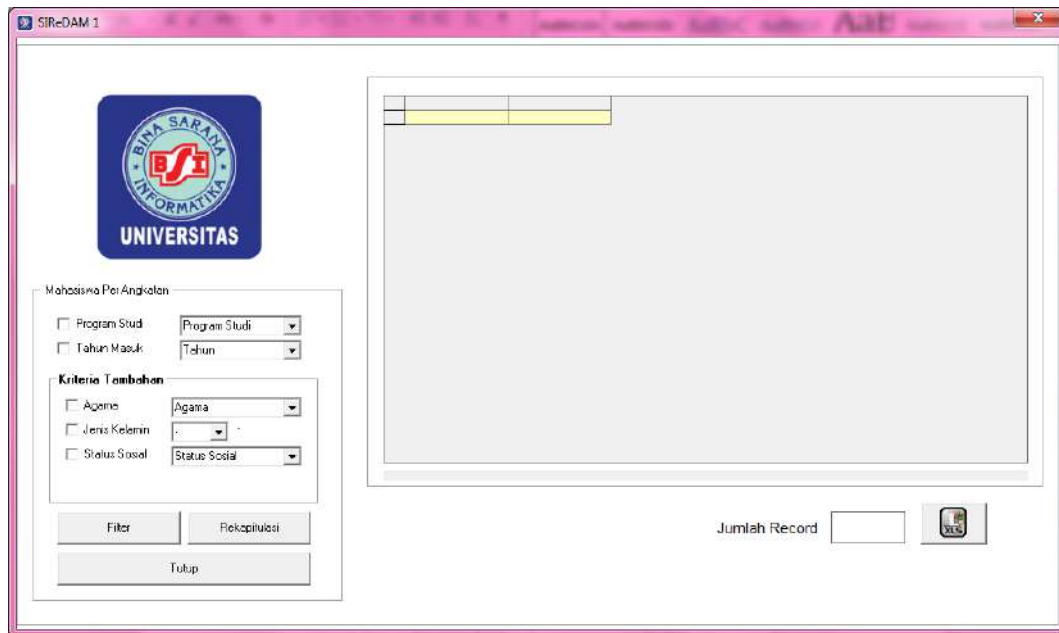 SIReDAM 1
BINA SARANA
INFORMATIKA
BSI
UNIVERSITAS
Mahasiswa Per Angkatan
Program Studi
Program Studi
Tahun Masuk
Tahun
Kriteria Tambahan
Agama
Agama
Jenis Kelamin
-
-
Status Sosial
Status Sosial
Filter
Rekapitulasi
Tutup
Jumlah Record
XLS